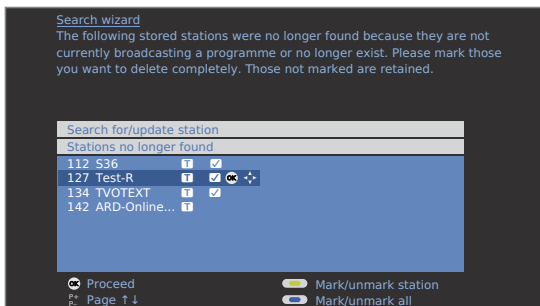 Search wizard
The following stored stations were no longer found because they are not
currently broadcasting a programme or no longer exist. Please mark those
you want to delete completely. Those not marked are retained.
Search for/update station
Stations no longer found
112 S36 T ✓
127 Test-R T ✓ OK
134 TVOTEXT T ✓
142 ARD-Online... T
OK Proceed Mark/unmark station
P+ P– Page ↑↓ Mark/unmark all